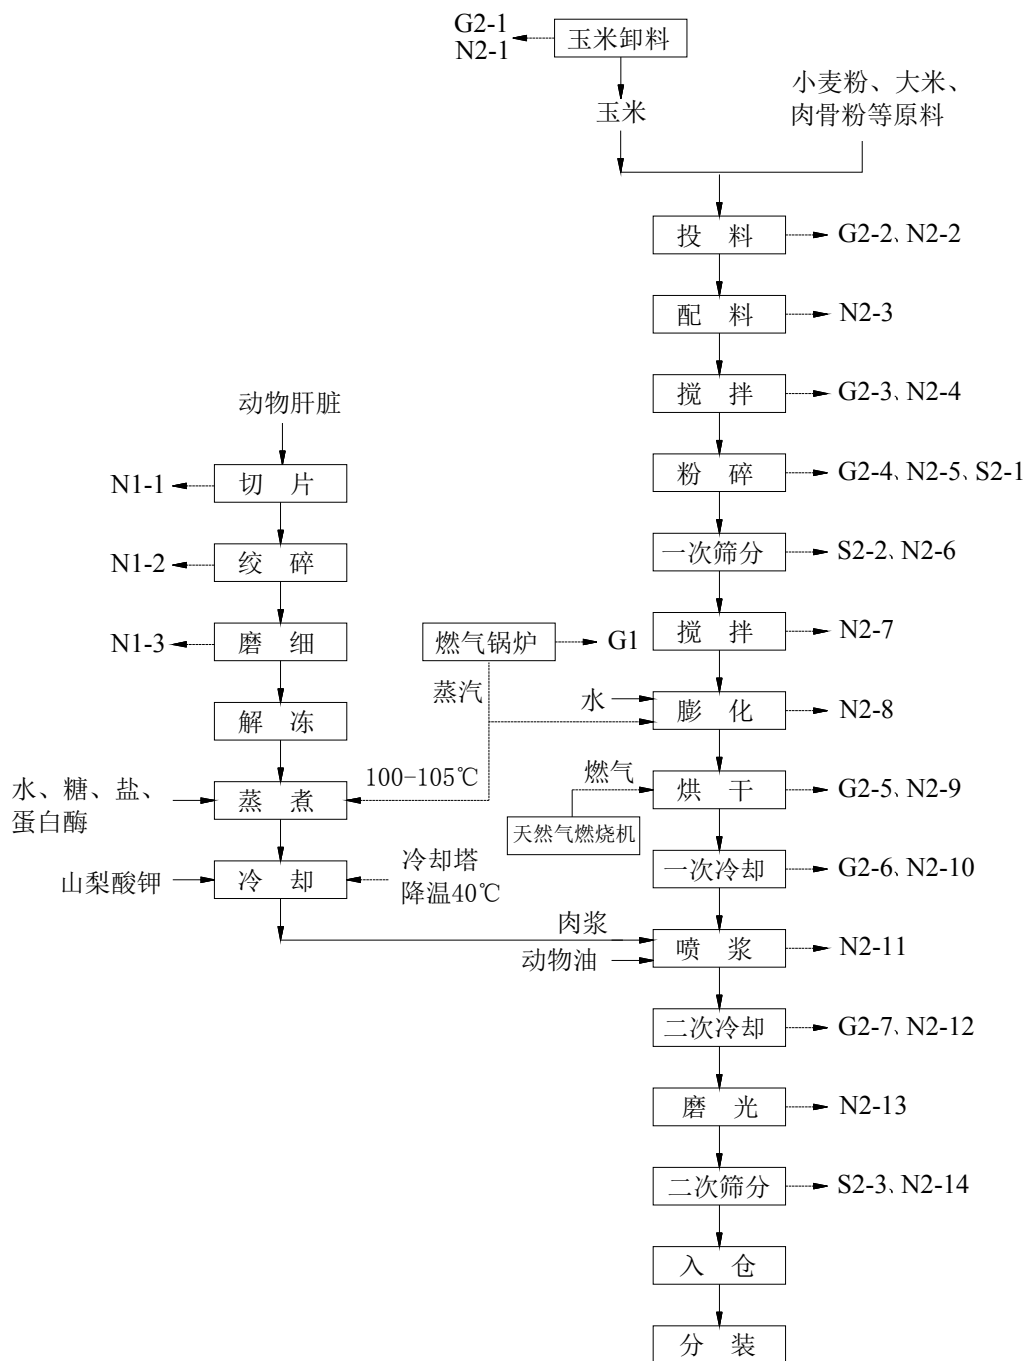 G2-1
N2-1
玉米卸料
玉米
小麦粉、大米、
肉骨粉等原料
投 料
G2-2、N2-2
配 料
N2-3
搅 拌
G2-3、N2-4
粉 碎
G2-4、N2-5、S2-1
一次筛分
S2-2、N2-6
搅 拌
N2-7
动物肝脏
N1-1
切 片
N1-2
绞 碎
N1-3
磨 细
解 冻
燃气锅炉
G1
蒸汽
水
膨 化
N2-8
100-105℃
水、糖、盐、
蛋白酶
蒸 煮
燃气
天然气燃烧机
烘 干
G2-5、N2-9
山梨酸钾
冷 却
冷却塔
降温40℃
一次冷却
G2-6、N2-10
肉浆
动物油
喷 浆
N2-11
二次冷却
G2-7、N2-12
磨 光
N2-13
二次筛分
S2-3、N2-14
入 仓
分 装